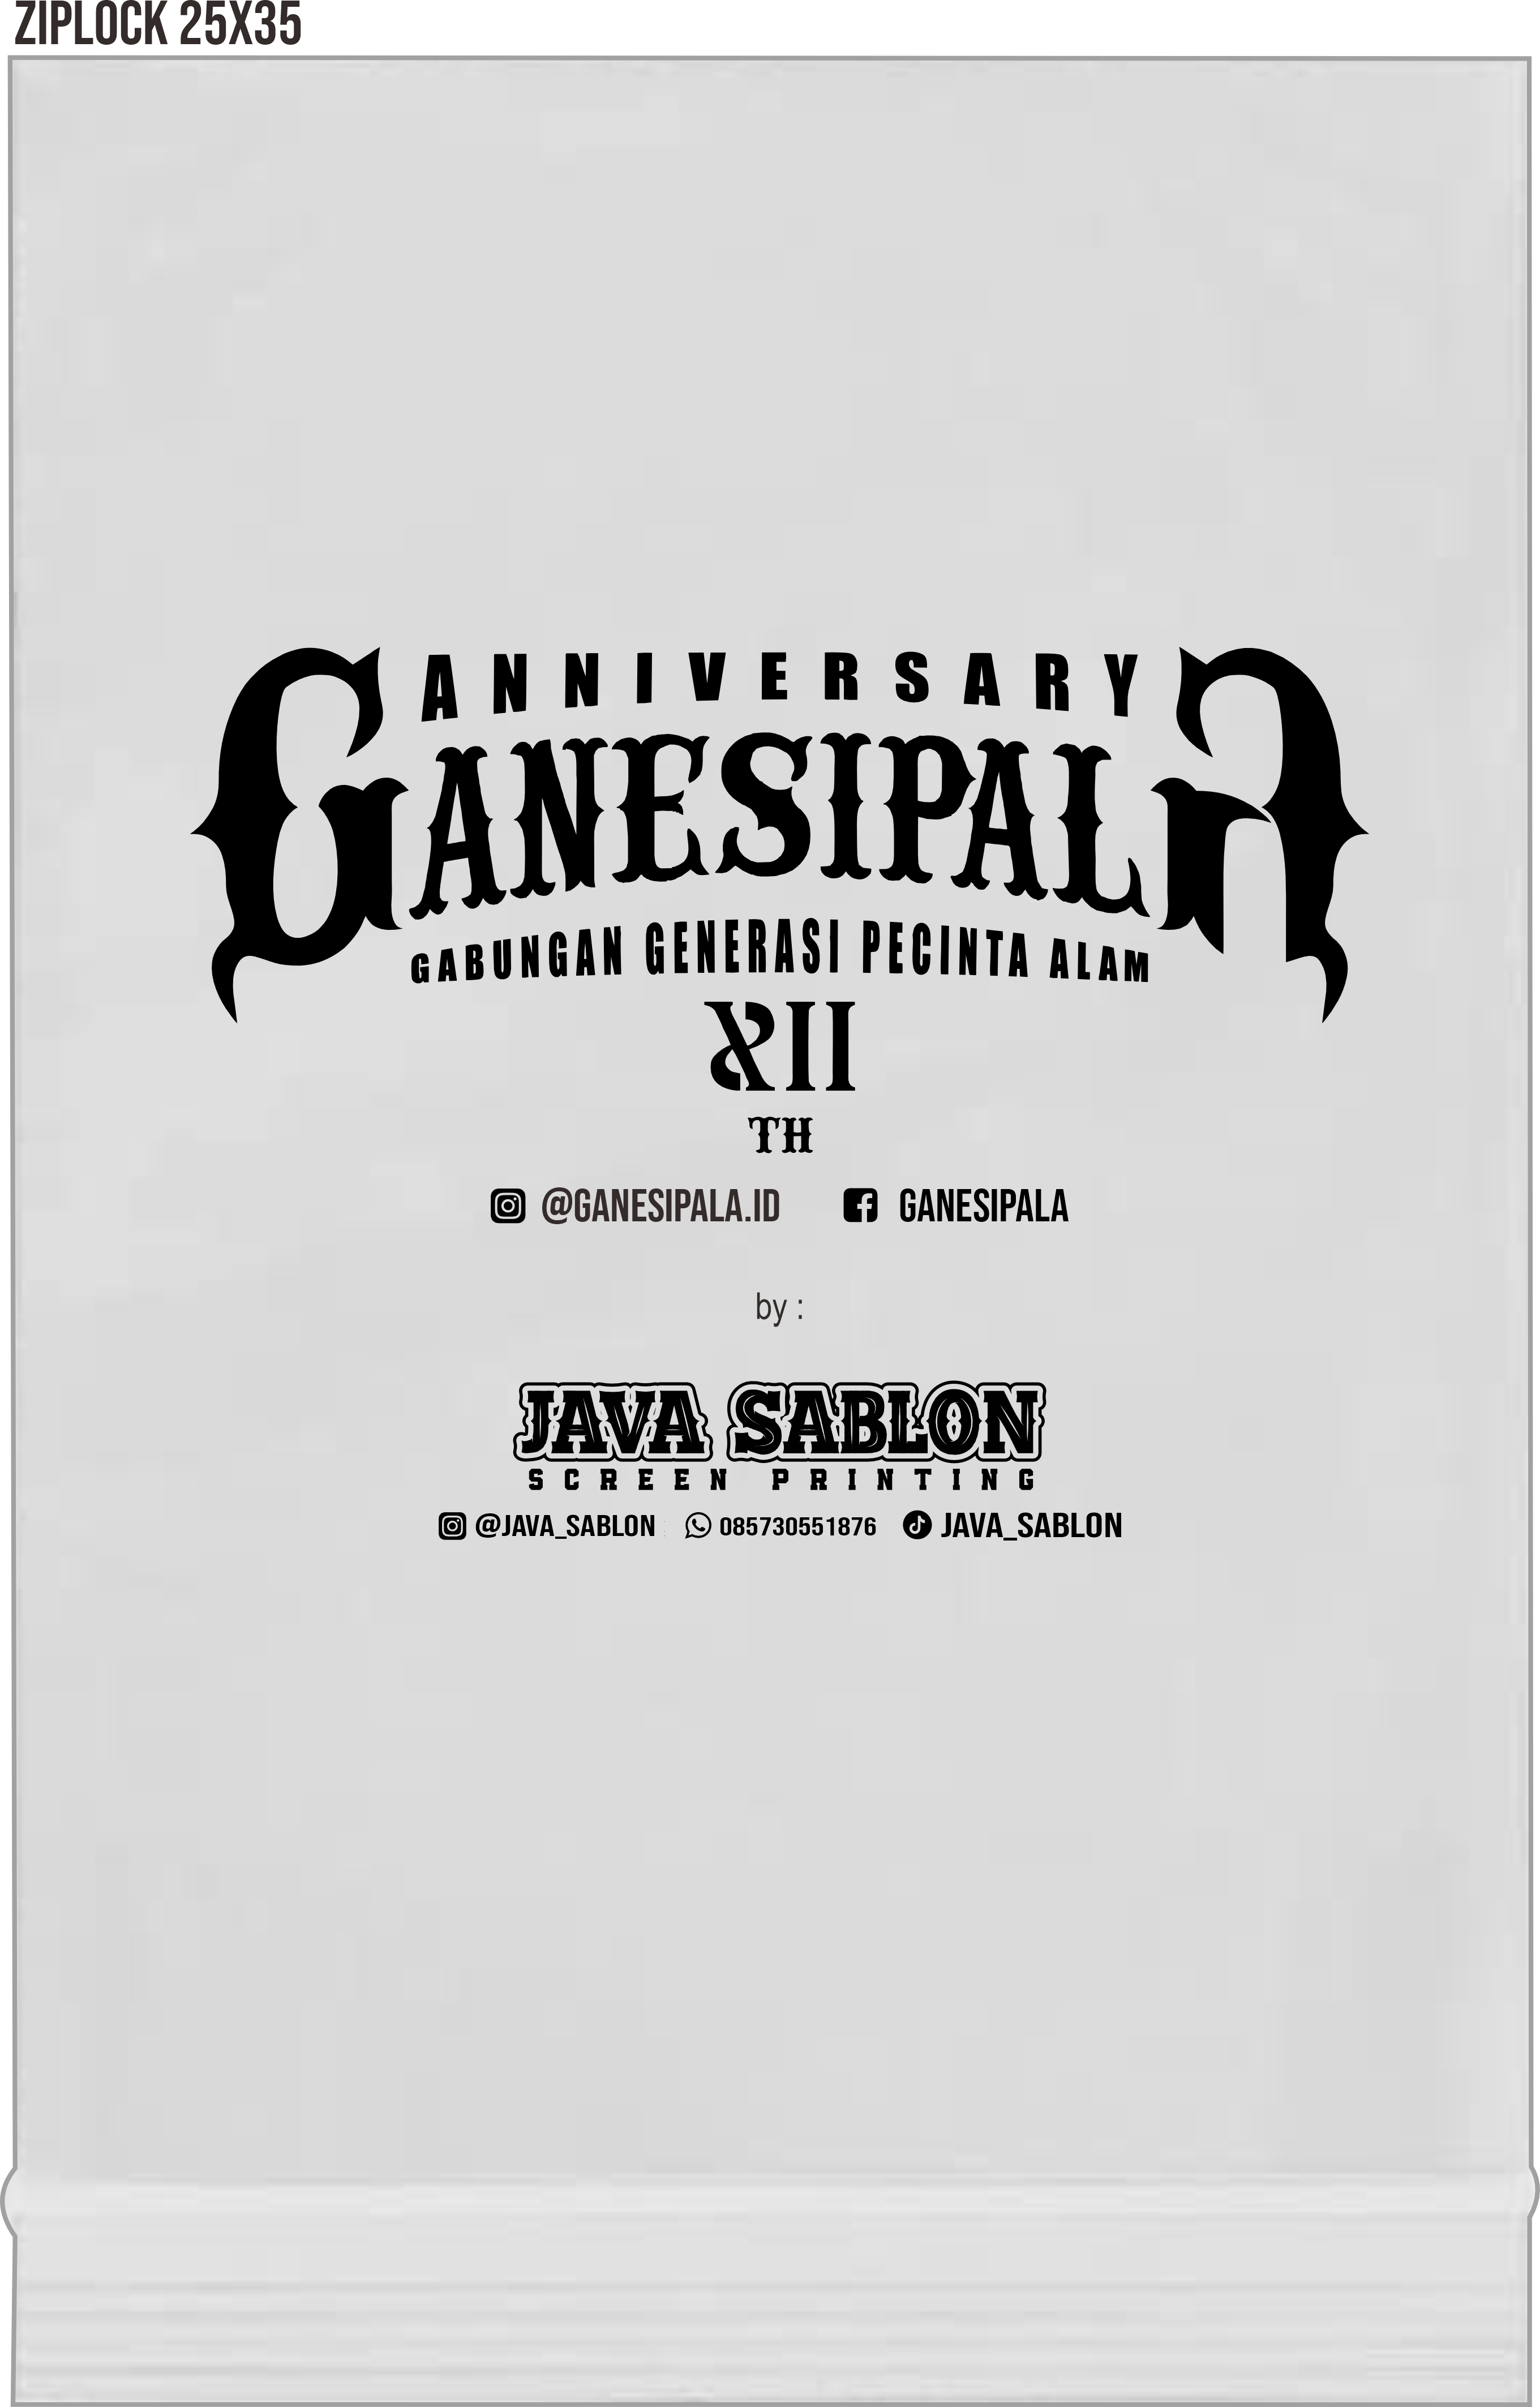 ZIPLOCK 25X35
ANNIVERSARY
GANESIPALA
GABUNGAN GENERASI PECINTA ALAM
XII
TH
@GANESIPALA.ID GANESIPALA
by :
JAVA SABLON
SCREEN PRINTING
@JAVA_SABLON 085730551876 JAVA_SABLON